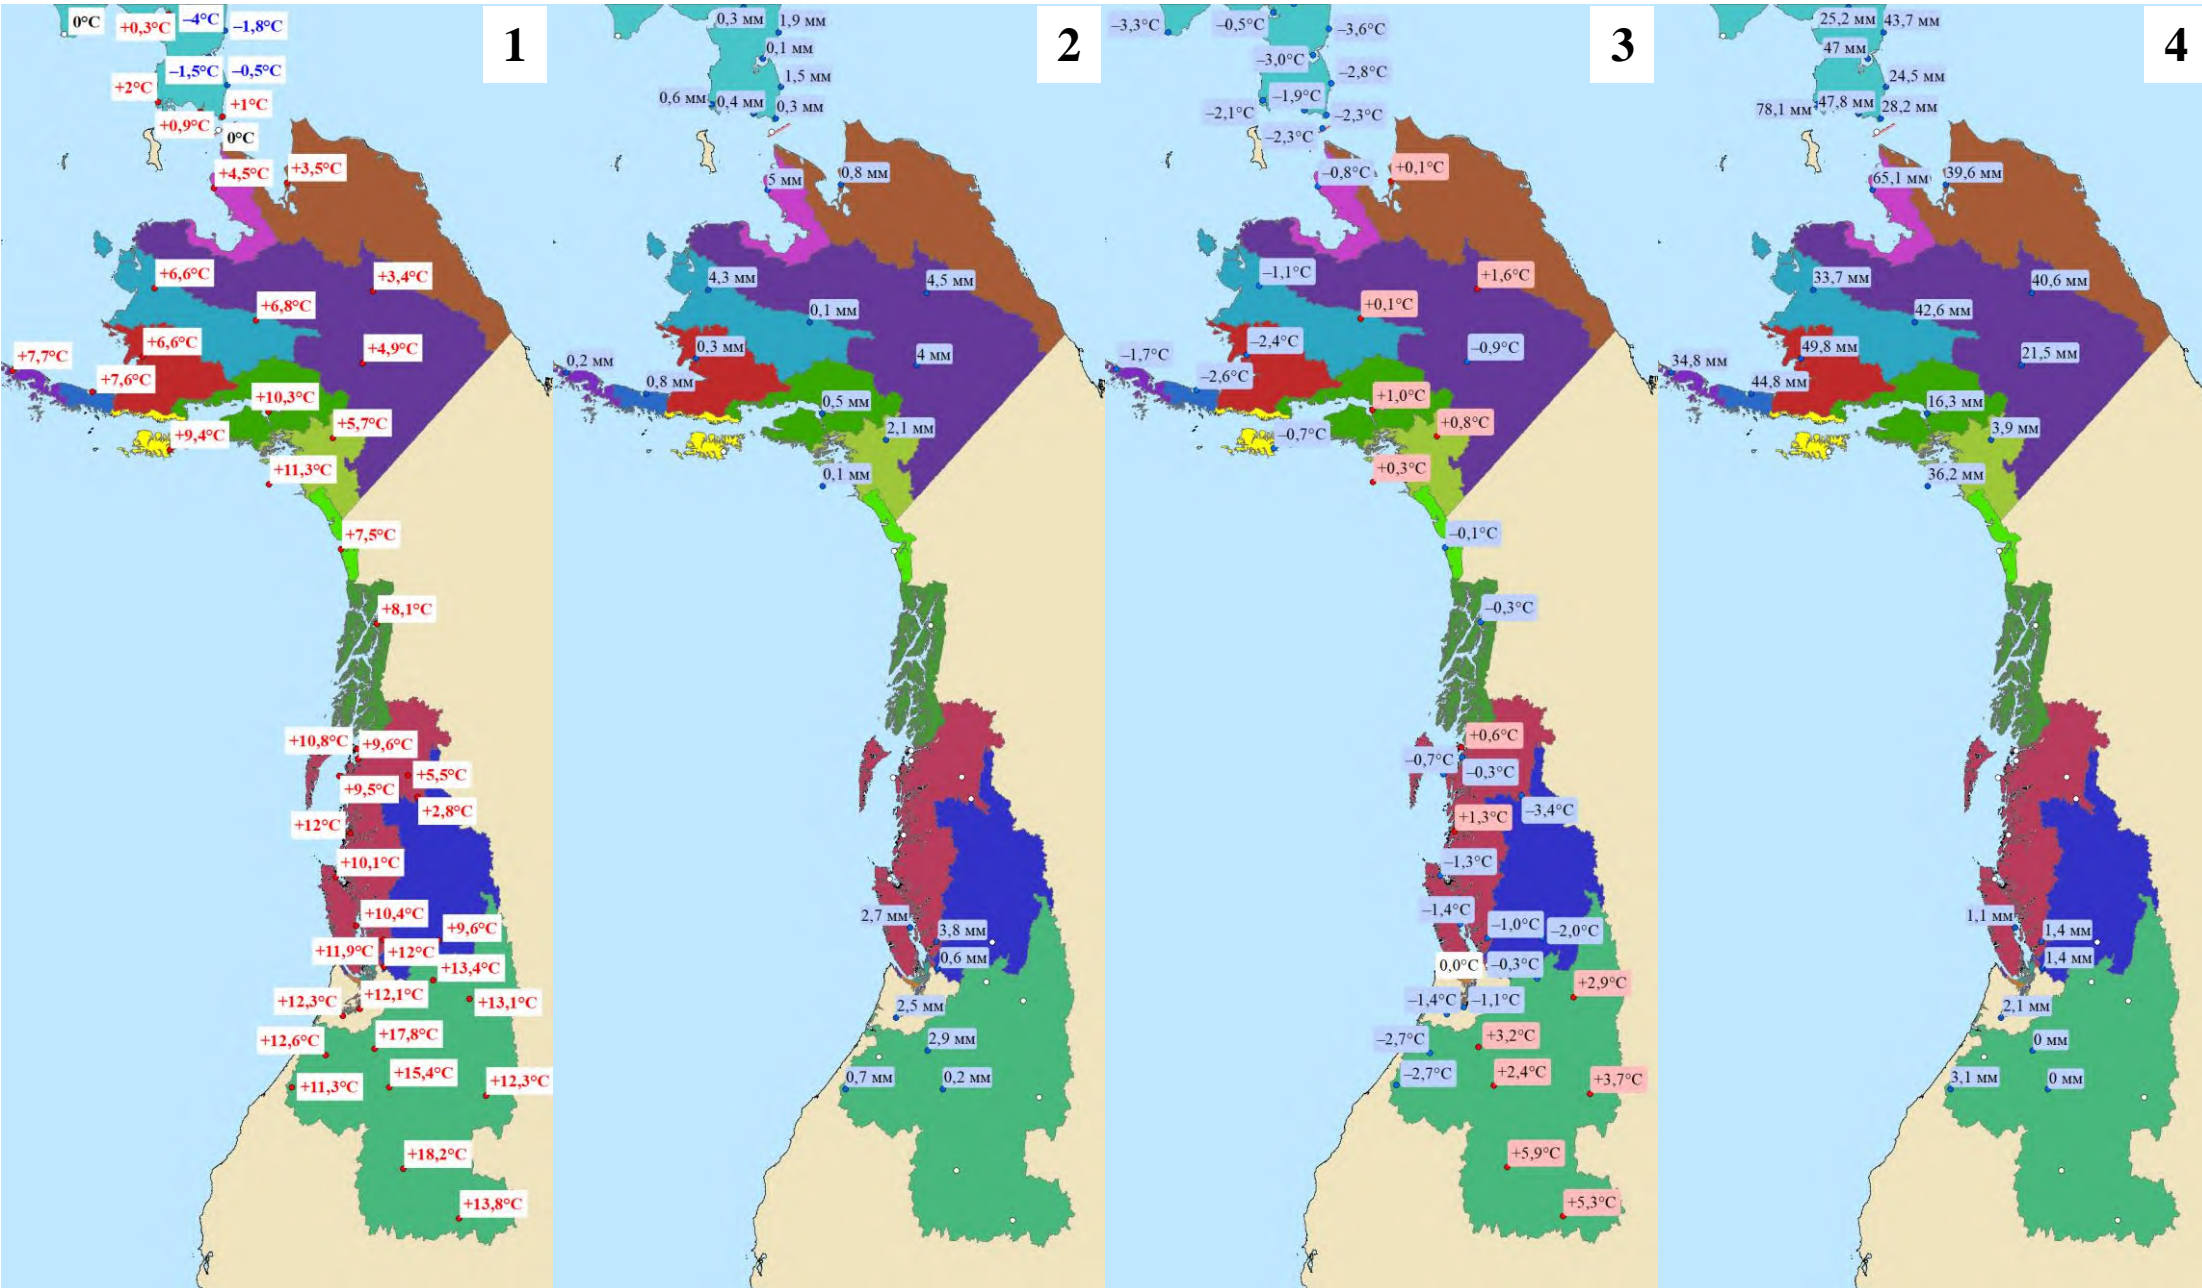 1
0°C
+0,3°C
–4°C
–1,8°C
–1,5°C
–0,5°C
+2°C
+1°C
+0,9°C
0°C
+4,5°C
+3,5°C
+6,6°C
+3,4°C
+6,8°C
+6,6°C
+4,9°C
+7,7°C
+7,6°C
+10,3°C
+5,7°C
+9,4°C
+11,3°C
+7,5°C
+8,1°C
+10,8°C
+9,6°C
+5,5°C
+9,5°C
+2,8°C
+12°C
+10,1°C
+10,4°C
+9,6°C
+11,9°C
+12°C
+13,4°C
+12,3°C
+12,1°C
+13,1°C
+12,6°C
+17,8°C
+11,3°C
+15,4°C
+12,3°C
+18,2°C
+13,8°C
2
0,3 мм
1,9 мм
0,1 мм
1,5 мм
0,6 мм
0,4 мм
0,3 мм
5 мм
0,8 мм
4,3 мм
4,5 мм
0,1 мм
0,3 мм
4 мм
0,2 мм
0,8 мм
0,5 мм
2,1 мм
0,1 мм
2,7 мм
3,8 мм
0,6 мм
2,5 мм
2,9 мм
0,7 мм
0,2 мм
3
–3,3°C
–0,5°C
–3,6°C
–3,0°C
–2,8°C
–1,9°C
–2,1°C
–2,3°C
–2,3°C
–0,8°C
+0,1°C
–1,1°C
+1,6°C
+0,1°C
–2,4°C
–0,9°C
–1,7°C
–2,6°C
+1,0°C
+0,8°C
–0,7°C
+0,3°C
–0,1°C
–0,3°C
+0,6°C
–0,7°C
–0,3°C
–3,4°C
+1,3°C
–1,3°C
–1,4°C
–1,0°C
–2,0°C
0,0°C
–0,3°C
+2,9°C
–1,4°C
–1,1°C
–2,7°C
+3,2°C
–2,7°C
+2,4°C
+3,7°C
+5,9°C
+5,3°C
4
25,2 мм
43,7 мм
47 мм
24,5 мм
78,1 мм
47,8 мм
28,2 мм
65,1 мм
39,6 мм
33,7 мм
40,6 мм
42,6 мм
49,8 мм
21,5 мм
34,8 мм
44,8 мм
16,3 мм
3,9 мм
36,2 мм
1,1 мм
1,4 мм
1,4 мм
2,1 мм
0 мм
3,1 мм
0 мм